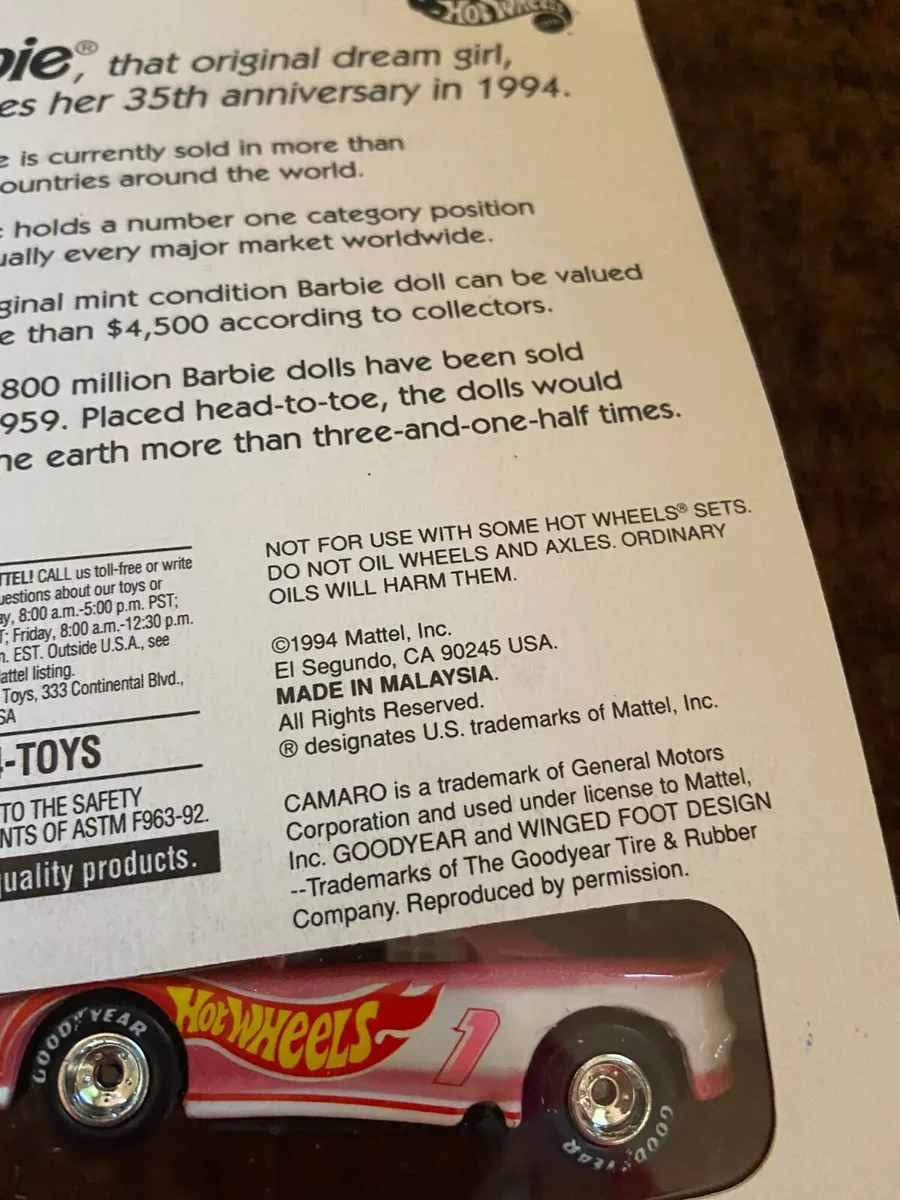 HOT WHEELS
bie®, that original dream girl,
es her 35th anniversary in 1994.
e is currently sold in more than
ountries around the world.
holds a number one category position
ually every major market worldwide.
ginal mint condition Barbie doll can be valued
e than $4,500 according to collectors.
800 million Barbie dolls have been sold
959. Placed head-to-toe, the dolls would
he earth more than three-and-one-half times.
TTEL! CALL us toll-free or write
uestions about our toys or
ay, 8:00 a.m.-5:00 p.m. PST;
T; Friday, 8:00 a.m.-12:30 p.m.
n. EST. Outside U.S.A., see
attel listing.
Toys, 333 Continental Blvd.,
SA
-TOYS
TO THE SAFETY
NTS OF ASTM F963-92.
uality products.
NOT FOR USE WITH SOME HOT WHEELS® SETS.
DO NOT OIL WHEELS AND AXLES. ORDINARY
OILS WILL HARM THEM.
©1994 Mattel, Inc.
El Segundo, CA 90245 USA.
MADE IN MALAYSIA.
All Rights Reserved.
® designates U.S. trademarks of Mattel, Inc.
CAMARO is a trademark of General Motors
Corporation and used under license to Mattel,
Inc. GOODYEAR and WINGED FOOT DESIGN
--Trademarks of The Goodyear Tire & Rubber
Company. Reproduced by permission.
GOODYEAR
HOT WHEELS
1
GOODYEAR